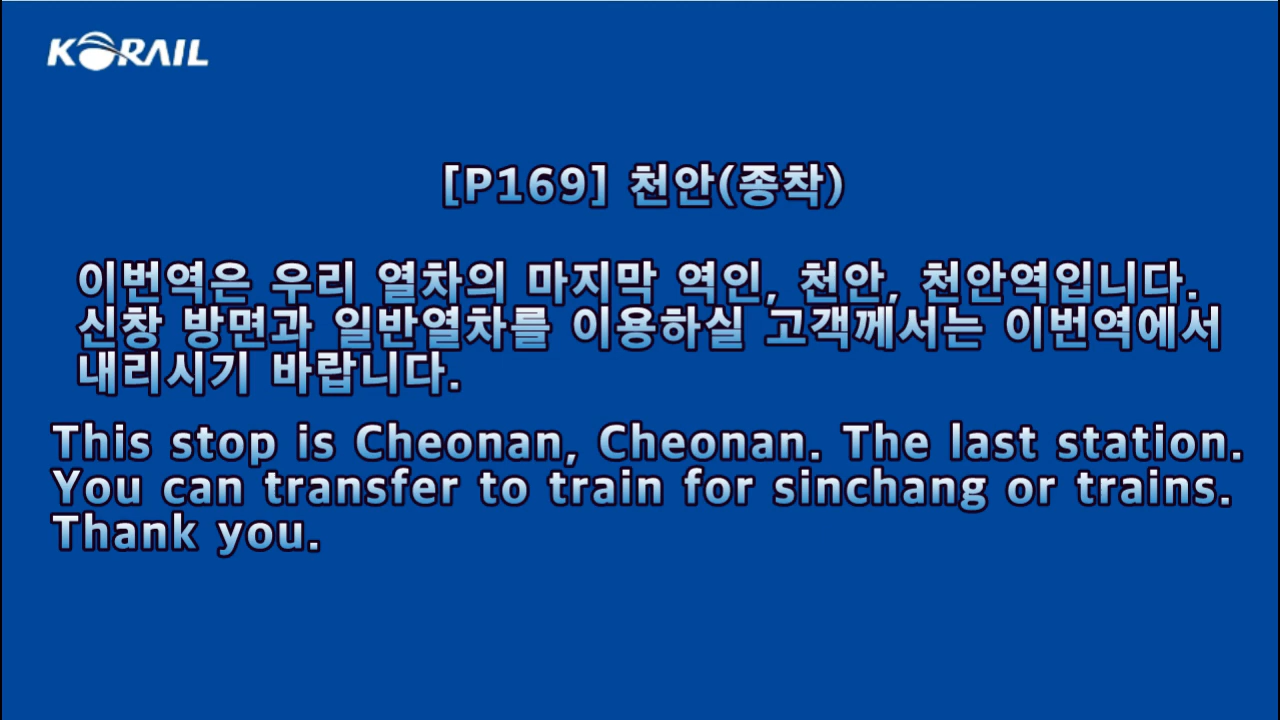 KORAIL
[P169] 천안(종착)
이번역은 우리 열차의 마지막 역인, 천안, 천안역입니다.
신창 방면과 일반열차를 이용하실 고객께서는 이번역에서
내리시기 바랍니다.
This stop is Cheonan, Cheonan. The last station.
You can transfer to train for sinchang or trains.
Thank you.